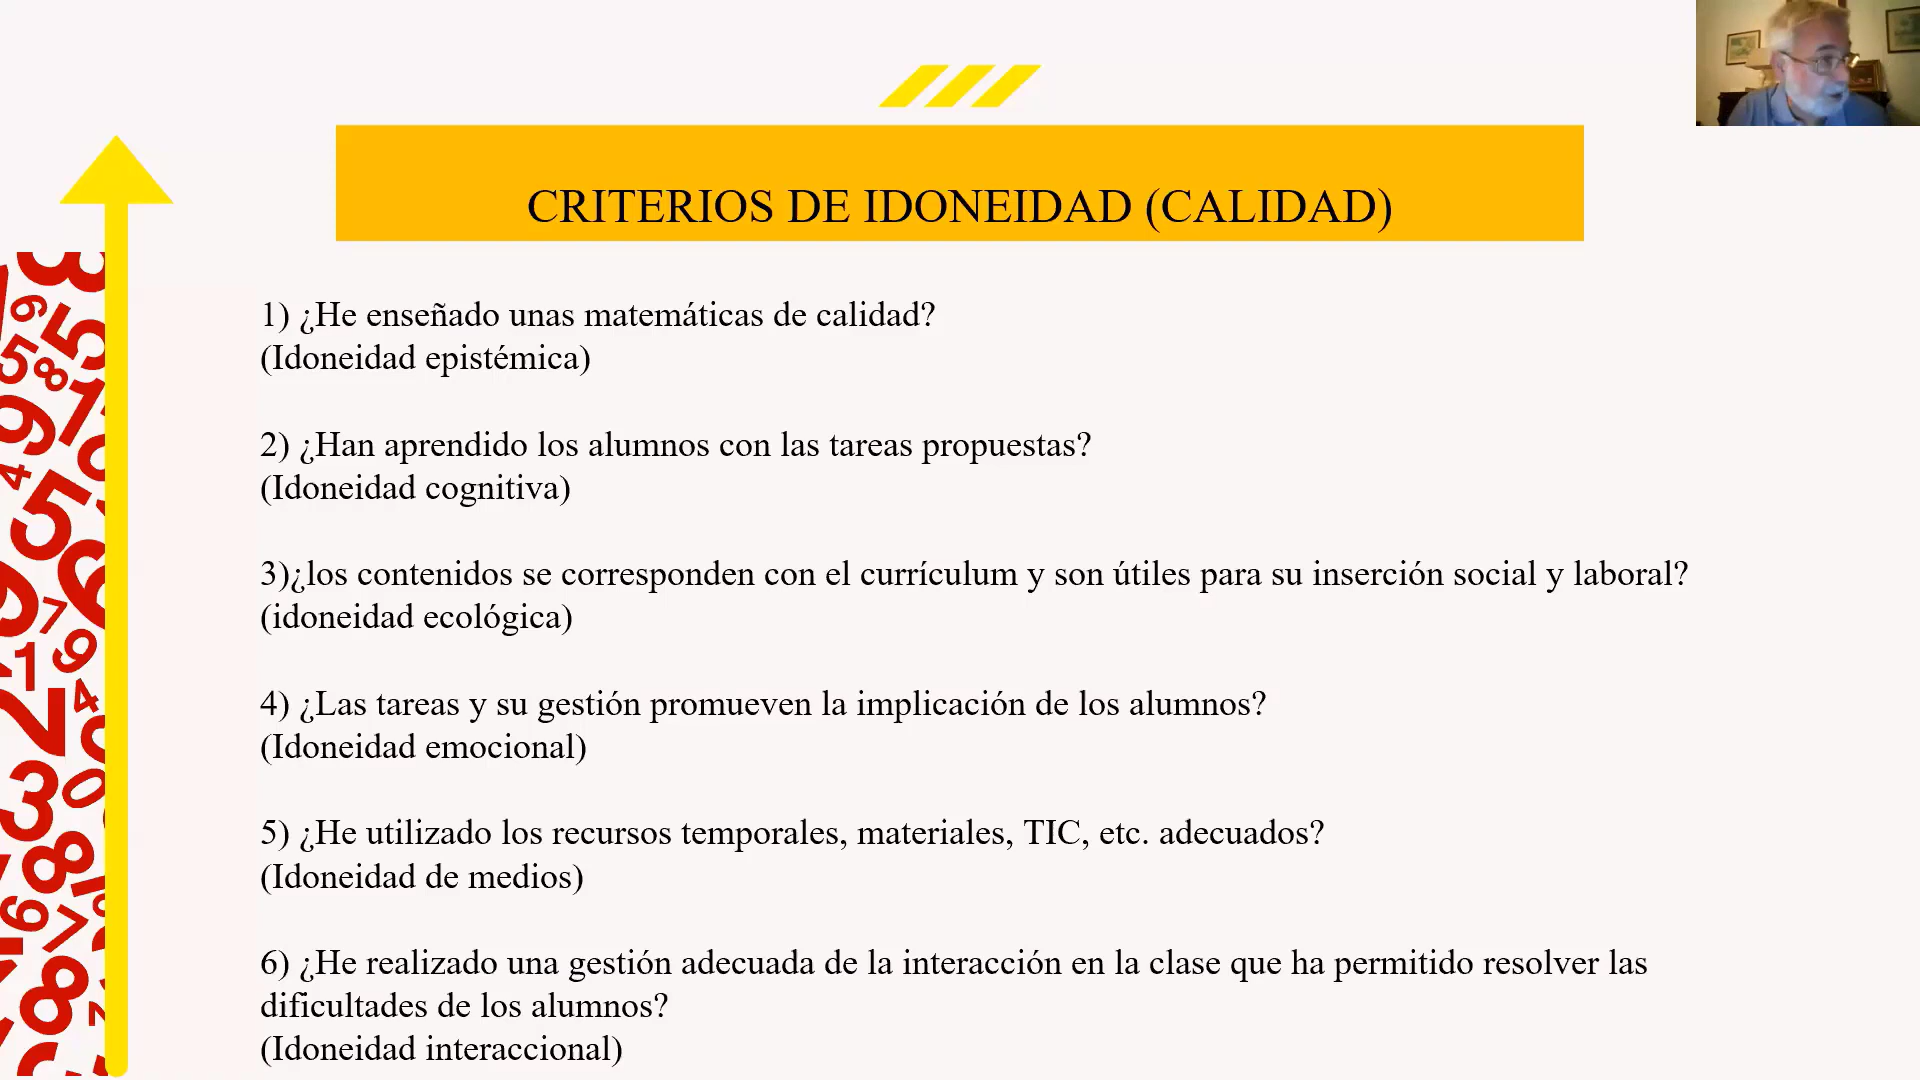 CRITERIOS DE IDONEIDAD (CALIDAD)
1) ¿He enseñado unas matemáticas de calidad?
(Idoneidad epistémica)
2) ¿Han aprendido los alumnos con las tareas propuestas?
(Idoneidad cognitiva)
3)¿los contenidos se corresponden con el currículum y son útiles para su inserción social y laboral?
(idoneidad ecológica)
4) ¿Las tareas y su gestión promueven la implicación de los alumnos?
(Idoneidad emocional)
5) ¿He utilizado los recursos temporales, materiales, TIC, etc. adecuados?
(Idoneidad de medios)
6) ¿He realizado una gestión adecuada de la interacción en la clase que ha permitido resolver las
dificultades de los alumnos?
(Idoneidad interaccional)